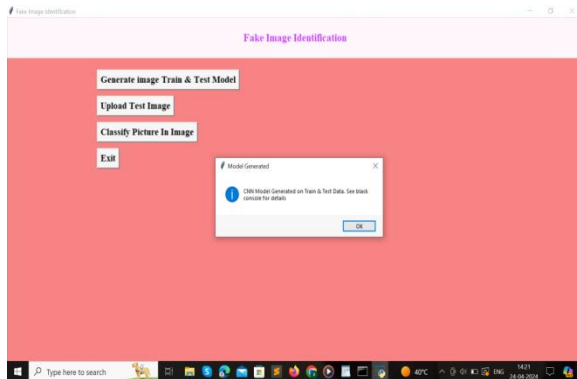 Fake Image Identification
Fake Image Identification
Generate image Train & Test Model
Upload Test Image
Classify Picture In Image
Exit
Model Generated
CNN Model Generated on Train & Test Data. See black
console for details
OK
Type here to search
40°C
ENG
14:21
24-04-2024